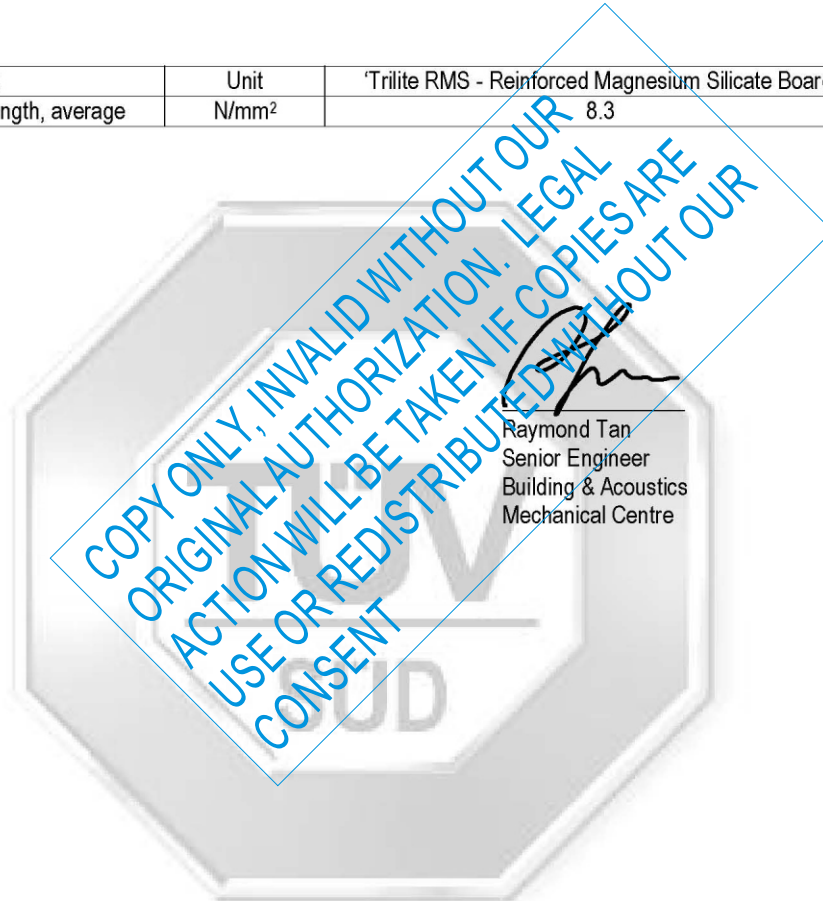 Unit 'Trilite RMS - Reinforced Magnesium Silicate Boar
ngth, average N/mm² 8.3
COPY ONLY, INVALID WITHOUT OUR
ORIGINAL AUTHORIZATION. LEGAL
ACTION WILL BE TAKEN IF COPIES ARE
USE OR REDISTRIBUTED WITHOUT OUR
CONSENT
Raymond Tan
Senior Engineer
Building & Acoustics
Mechanical Centre
TÜV
SUD